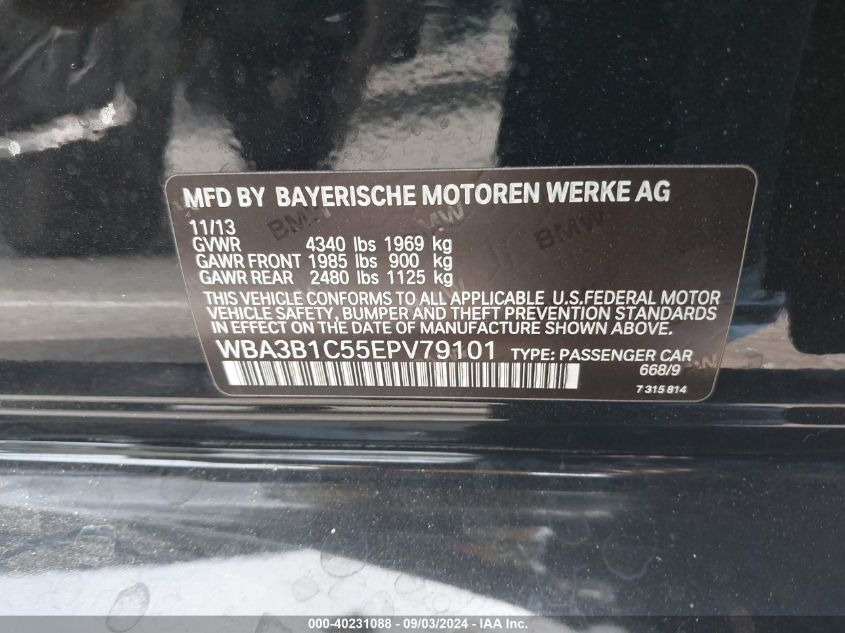 MFD BY BAYERISCHE MOTOREN WERKE AG
11/13
GVWR 4340 lbs 1969 kg
GAWR FRONT 1985 lbs 900 kg
GAWR REAR 2480 lbs 1125 kg
THIS VEHICLE CONFORMS TO ALL APPLICABLE U.S.FEDERAL MOTOR
VEHICLE SAFETY, BUMPER AND THEFT PREVENTION STANDARDS
IN EFFECT ON THE DATE OF MANUFACTURE SHOWN ABOVE.
WBA3B1C55EPV79101 TYPE: PASSENGER CAR
668/9
7 315 814
000-40231088 - 09/03/2024 - IAA Inc.